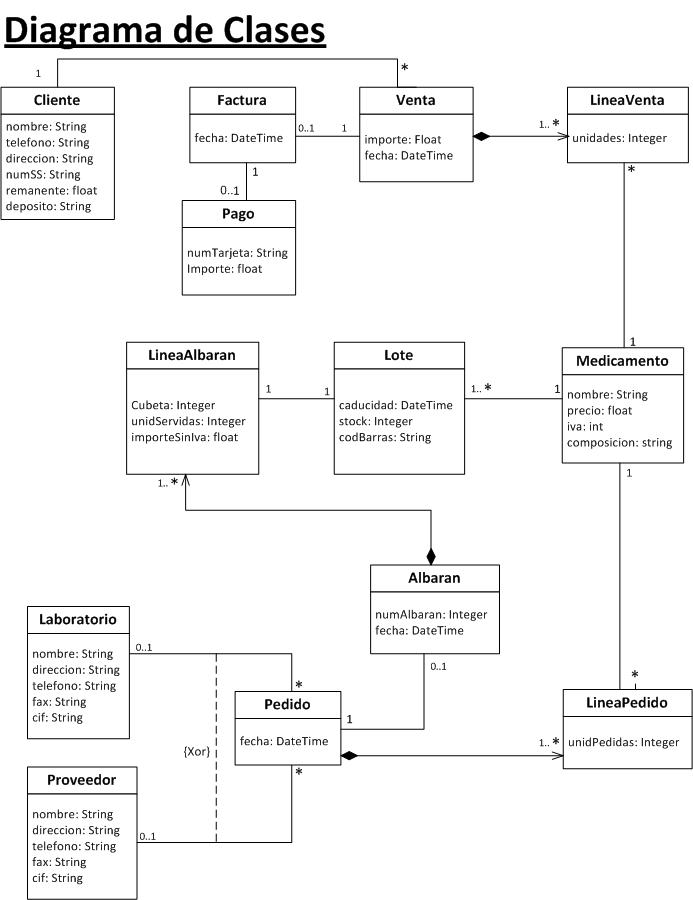 Diagrama de Clases
1
*
Cliente
nombre: String
telefono: String
direccion: String
numSS: String
remanente: float
deposito: String
Factura
fecha: DateTime
0..1
1
Venta
importe: Float
fecha: DateTime
1..*
LineaVenta
unidades: Integer
1
0..1
Pago
numTarjeta: String
Importe: float
*
1
LineaAlbaran
Cubeta: Integer
unidServidas: Integer
importeSinIva: float
1
1
Lote
caducidad: DateTime
stock: Integer
codBarras: String
1..*
1
Medicamento
nombre: String
precio: float
iva: int
composicion: string
1..*
1
Albaran
numAlbaran: Integer
fecha: DateTime
0..1
Laboratorio
nombre: String
direccion: String
telefono: String
fax: String
cif: String
0..1
*
Pedido
fecha: DateTime
1
*
1..*
*
LineaPedido
unidPedidas: Integer
{Xor}
Proveedor
nombre: String
direccion: String
telefono: String
fax: String
cif: String
0..1